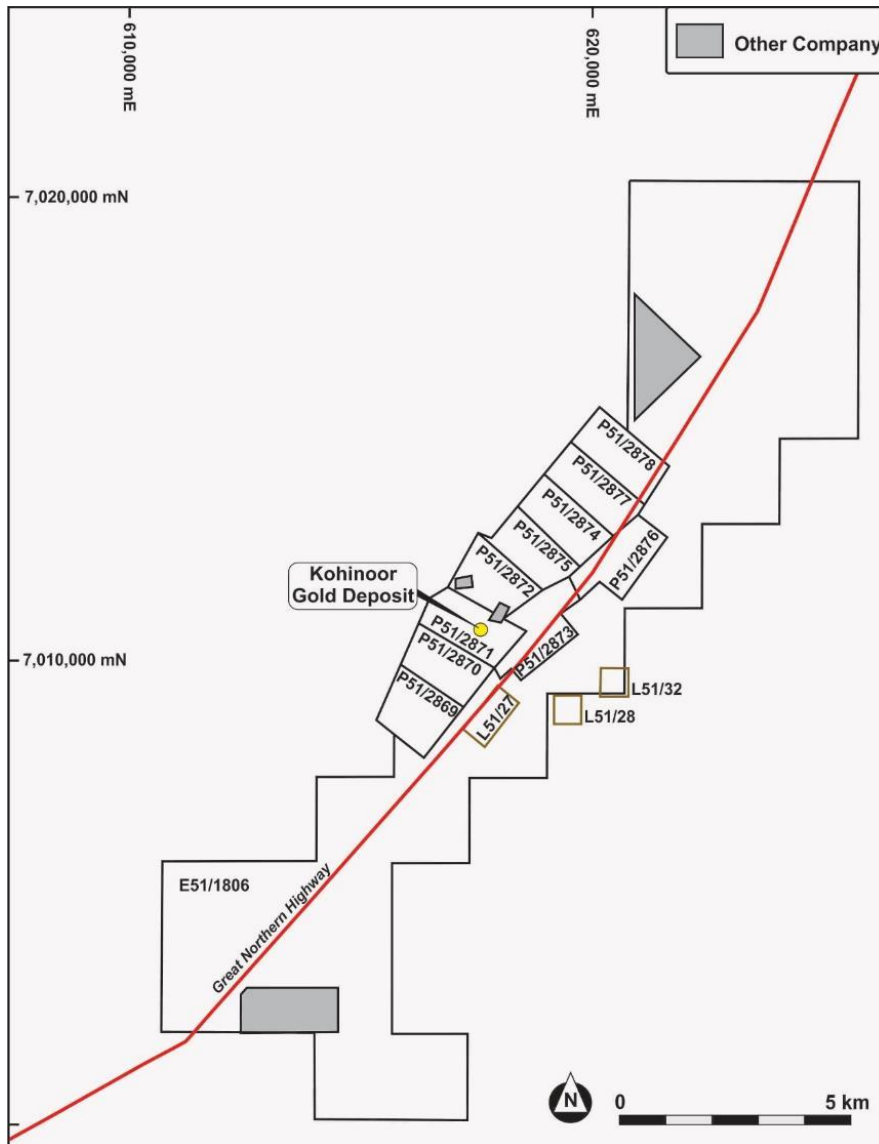 610,000 mE
620,000 mE
Other Company
7,020,000 mN
P51/2878
P51/2877
P51/2874
P51/2875
P51/2876
P51/2872
Kohinoor
Gold Deposit
P51/2871
P51/2873
7,010,000 mN
P51/2870
P51/2869
L51/32
L51/27
L51/28
E51/1806
Great Northern Highway
N
0
5 km